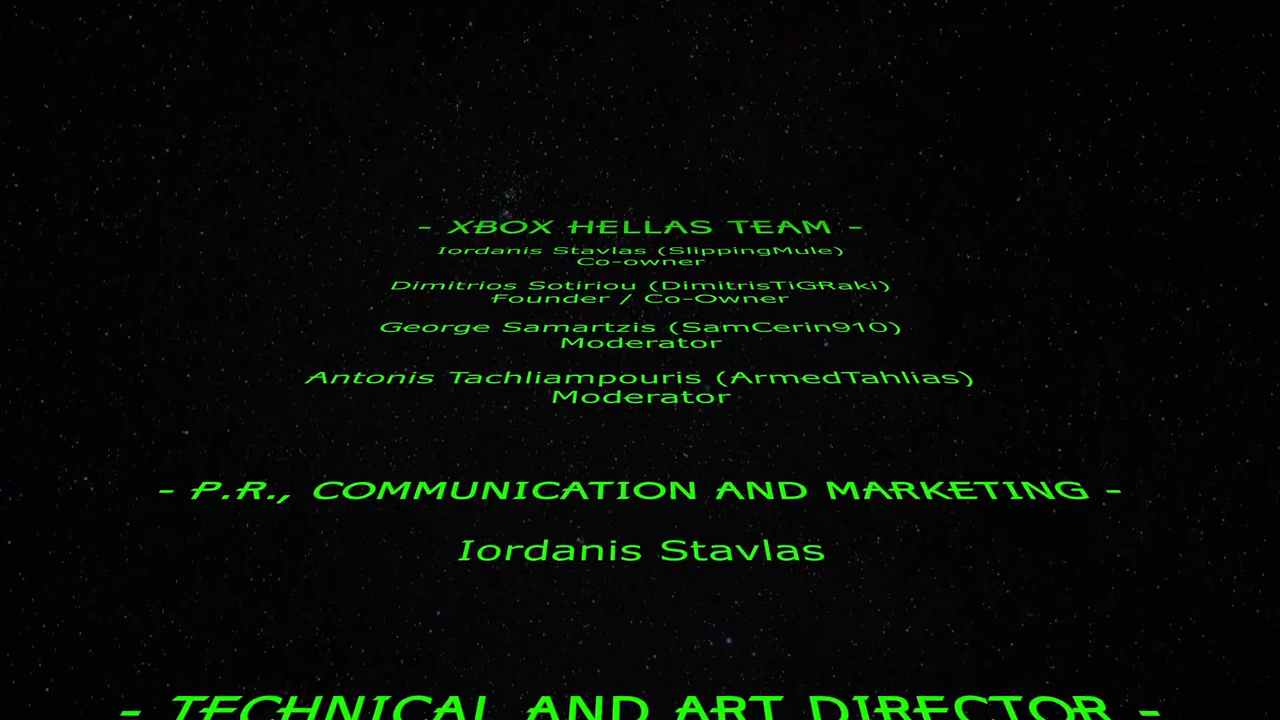 - XBOX HELLAS TEAM -
Iordanis Stavlas (SlippingMule)
Co-owner
Dimitrios Sotiriou (DimitrisTiGRaki)
Founder / Co-Owner
George Samartzis (SamCerin910)
Moderator
Antonis Tachliampouris (ArmedTahlias)
Moderator
- P.R., COMMUNICATION AND MARKETING -
Iordanis Stavlas
- TECHNICAL AND ART DIRECTOR -